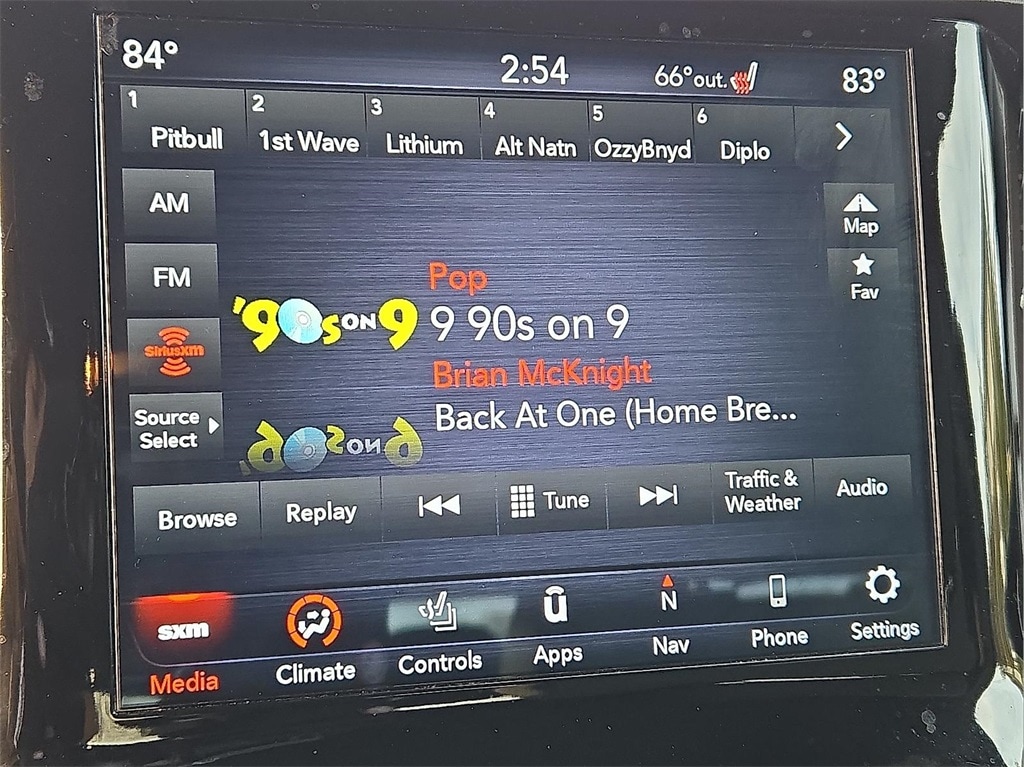 84°
2:54
66°out.
83°
1 Pitbull
2 1st Wave
3 Lithium
4 Alt Natn
5 OzzyBnyd
6 Diplo
AM
FM
SiriusXM
Source
Select
Map
Fav
'90s ON 9
Pop
9 90s on 9
Brian McKnight
Back At One (Home Bre...
Browse
Replay
Tune
Traffic &
Weather
Audio
sxm
Media
Climate
Controls
u
Apps
N
Nav
Phone
Settings